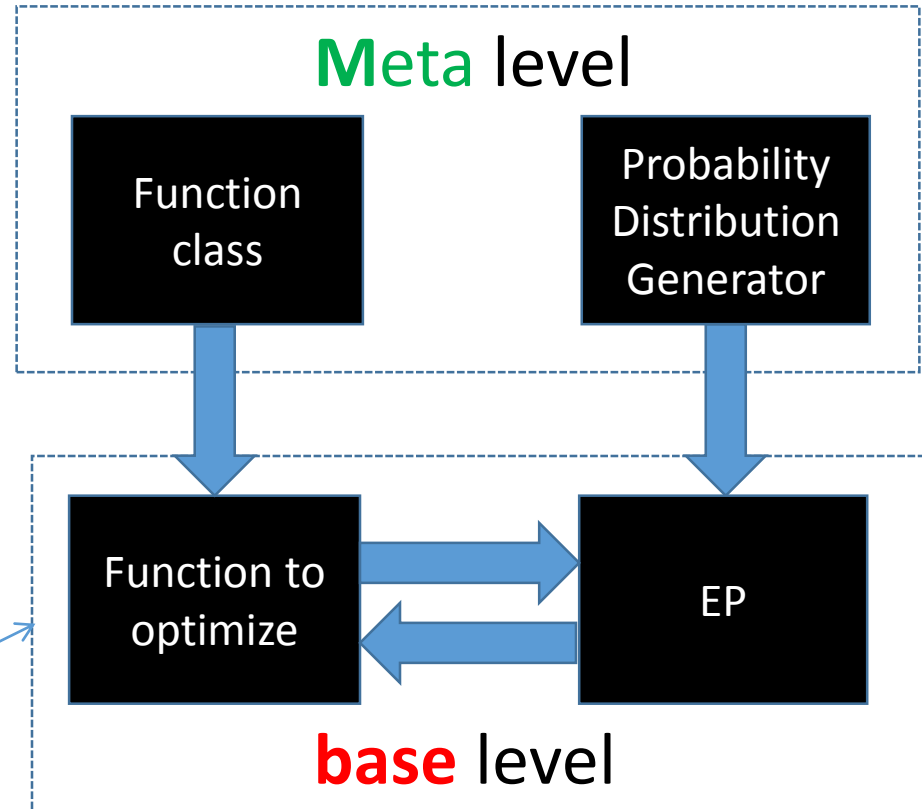 Meta level
Function
class
Probability
Distribution
Generator
Function to
optimize
EP
base level